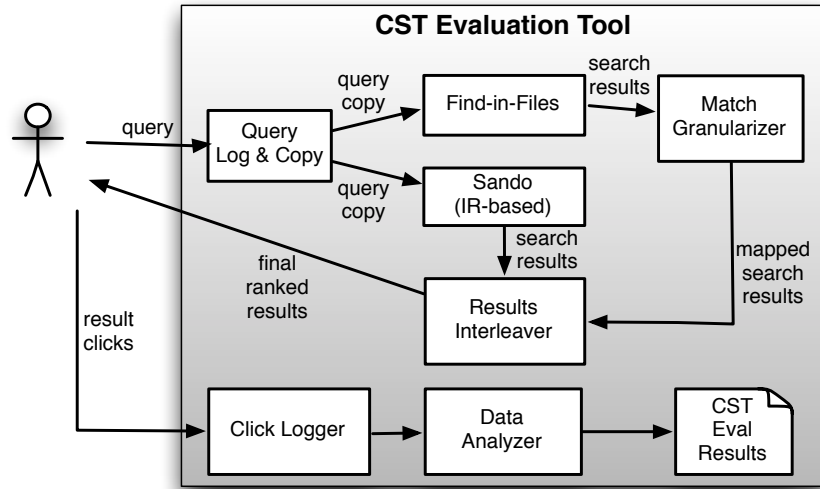 CST Evaluation Tool
query
Query
Log & Copy
query
copy
Find-in-Files
search
results
Match
Granularizer
query
copy
Sando
(IR-based)
search
results
mapped
search
results
final
ranked
results
Results
Interleaver
result
clicks
Click Logger
Data
Analyzer
CST
Eval
Results